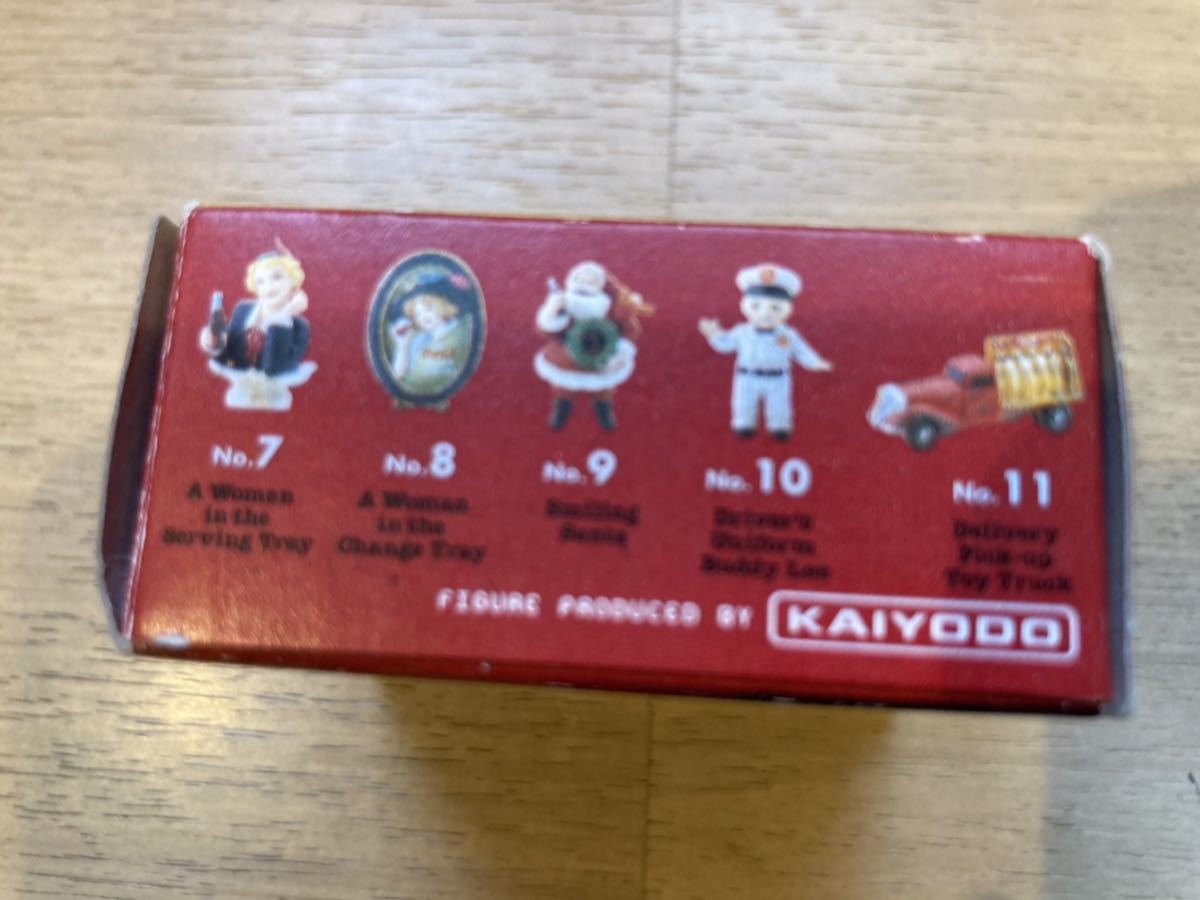 No.7
A Woman
in the
Serving Tray
No.8
A Woman
in the
Change Tray
No.9
Smiling
Santa
No.10
Driver's
Uniform
Buddy Lee
No.11
Delivery
Pick-up
Toy Truck
FIGURE PRODUCED BY KAIYODO